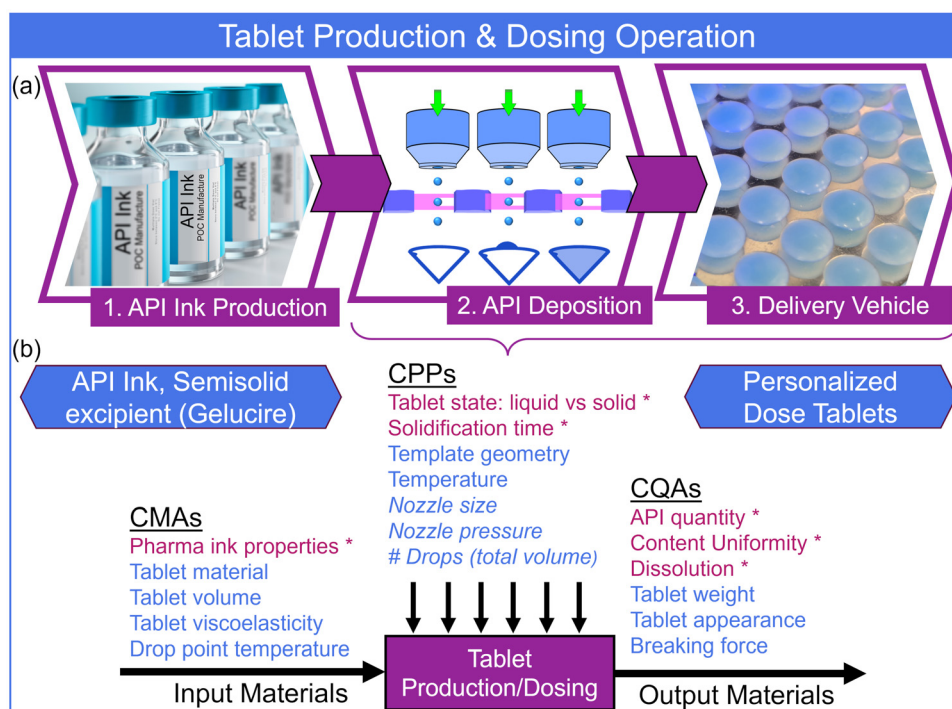 Tablet Production & Dosing Operation
(a)
API Ink
POC Manufacture
API Ink
POC Manufacture
API Ink
POC Manufacture
1. API Ink Production
2. API Deposition
3. Delivery Vehicle
(b)
API Ink, Semisolid
excipient (Gelucire)
CPPs
Tablet state: liquid vs solid *
Solidification time *
Template geometry
Temperature
Nozzle size
Nozzle pressure
# Drops (total volume)
Personalized
Dose Tablets
CMAs
Pharma ink properties *
Tablet material
Tablet volume
Tablet viscoelasticity
Drop point temperature
CQAs
API quantity *
Content Uniformity *
Dissolution *
Tablet weight
Tablet appearance
Breaking force
Tablet
Production/Dosing
Input Materials
Output Materials